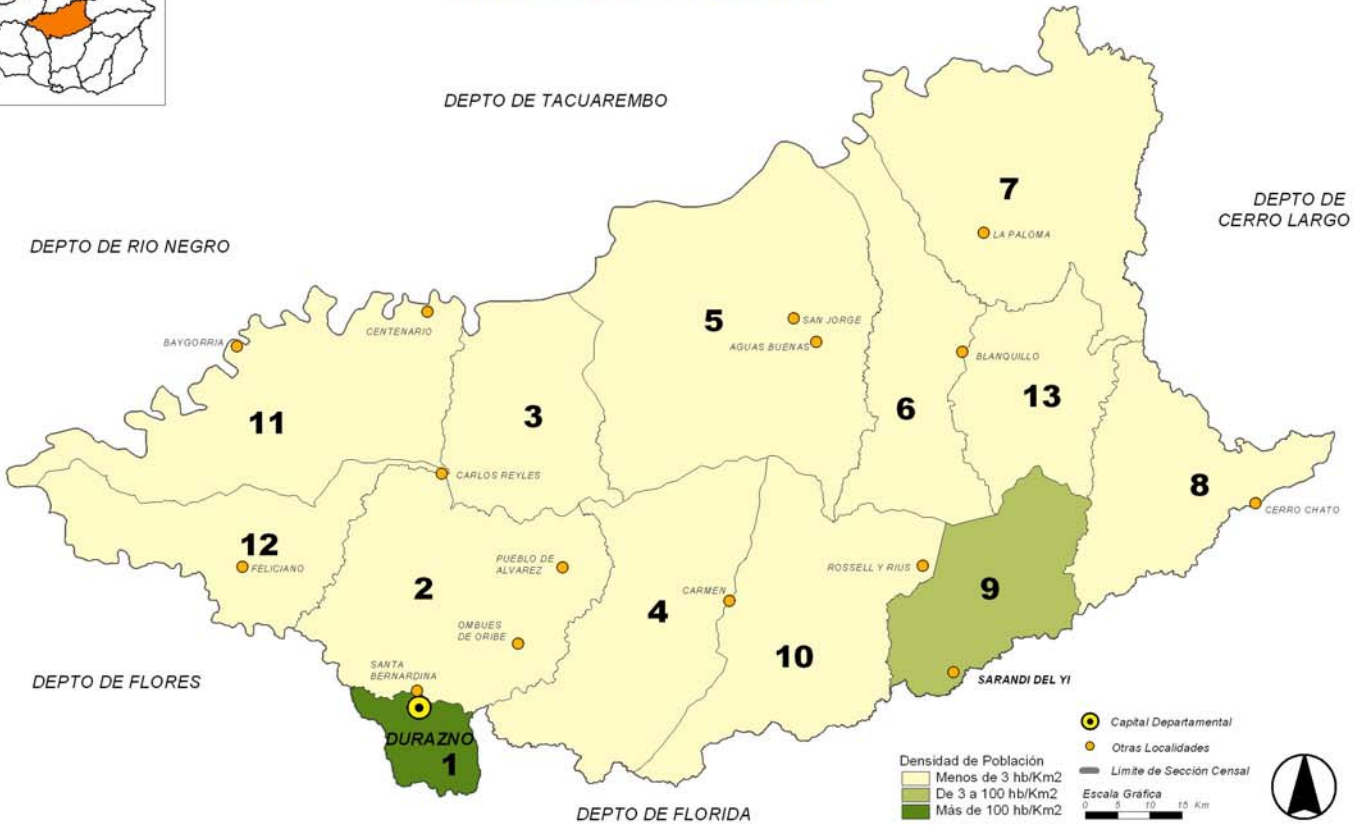 DEPTO DE TACUAREMBO
7
DEPTO DE
CERRO LARGO
LA PALOMA
DEPTO DE RIO NEGRO
CENTENARIO
BAYGORRIA
5
SAN JORGE
AGUAS BUENAS
BLANQUILLO
11
3
6
13
CARLOS REYLES
8
CERRO CHATO
12
FELICIANO
2
PUEBLO DE
ALVAREZ
CARMEN
4
ROSSELL Y RIUS
9
OMBUES
DE ORIBE
10
DEPTO DE FLORES
SANTA
BERNARDINA
SARANDI DEL YI
DURAZNO
1
DEPTO DE FLORIDA
Densidad de Población
Menos de 3 hb/Km2
De 3 a 100 hb/Km2
Más de 100 hb/Km2
Capital Departamental
Otras Localidades
Límite de Sección Censal
Escala Gráfica
0 5 10 15 Km